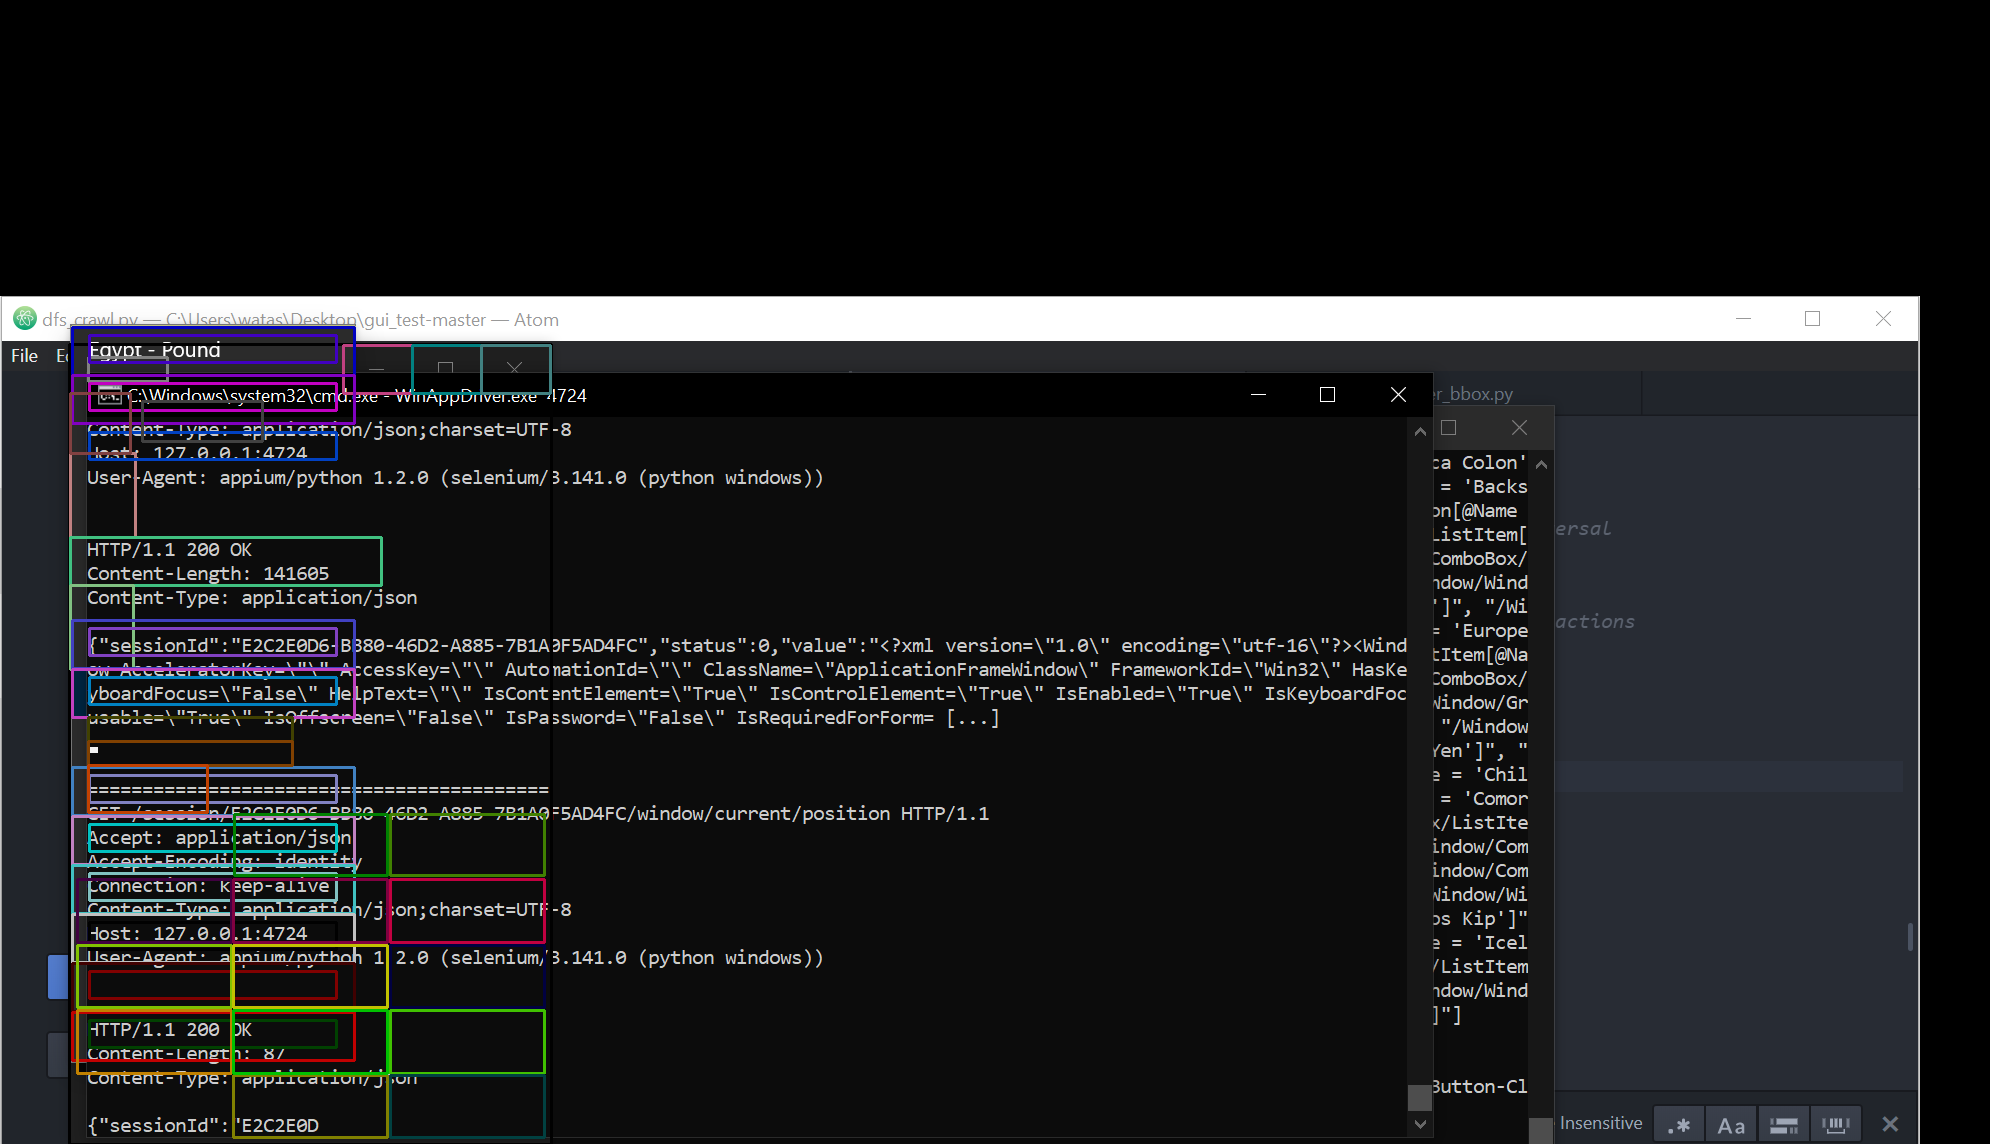 dfs_crawl.py — C:\Users\watas\Desktop\gui_test-master — Atom
File
Egypt - Pound
C:\Windows\system32\cmd.exe - WinAppDriver.exe 4724
r_bbox.py
Content-Type: application/json;charset=UTF-8
Host: 127.0.0.1:4724
User-Agent: appium/python 1.2.0 (selenium/3.141.0 (python windows))
HTTP/1.1 200 OK
Content-Length: 141605
Content-Type: application/json
{"sessionId":"E2C2E0D6-BB80-46D2-A885-7B1A0F5AD4FC","status":0,"value":"<?xml version=\"1.0\" encoding=\"utf-16\"?><Wind
ow AcceleratorKey=\"\" AccessKey=\"\" AutomationId=\"\" ClassName=\"ApplicationFrameWindow\" FrameworkId=\"Win32\" HasKe
yboardFocus=\"False\" HelpText=\"\" IsContentElement=\"True\" IsControlElement=\"True\" IsEnabled=\"True\" IsKeyboardFoc
usable=\"True\" IsOffscreen=\"False\" IsPassword=\"False\" IsRequiredForForm= [...]
==========================================
GET /session/E2C2E0D6-BB80-46D2-A885-7B1A0F5AD4FC/window/current/position HTTP/1.1
Accept: application/json
Accept-Encoding: identity
Connection: keep-alive
Content-Type: application/json;charset=UTF-8
Host: 127.0.0.1:4724
User-Agent: appium/python 1.2.0 (selenium/3.141.0 (python windows))
HTTP/1.1 200 OK
Content-Length: 87
Content-Type: application/json
{"sessionId":"E2C2E0D
ca Colon'
= 'Backs
on[@Name
ListItem[
ComboBox/
ndow/Wind
']", "/Wi
= 'Europe
tItem[@Na
ComboBox/
Window/Gr
"/Window
Yen']", "
e = 'Chil
= 'Comor
x/ListIte
indow/Com
indow/Com
Window/Wi
os Kip']"
e = 'Icel
/ListItem
ndow/Wind
]"]
Button-Cl
ersal
actions
Insensitive
.*
Aa